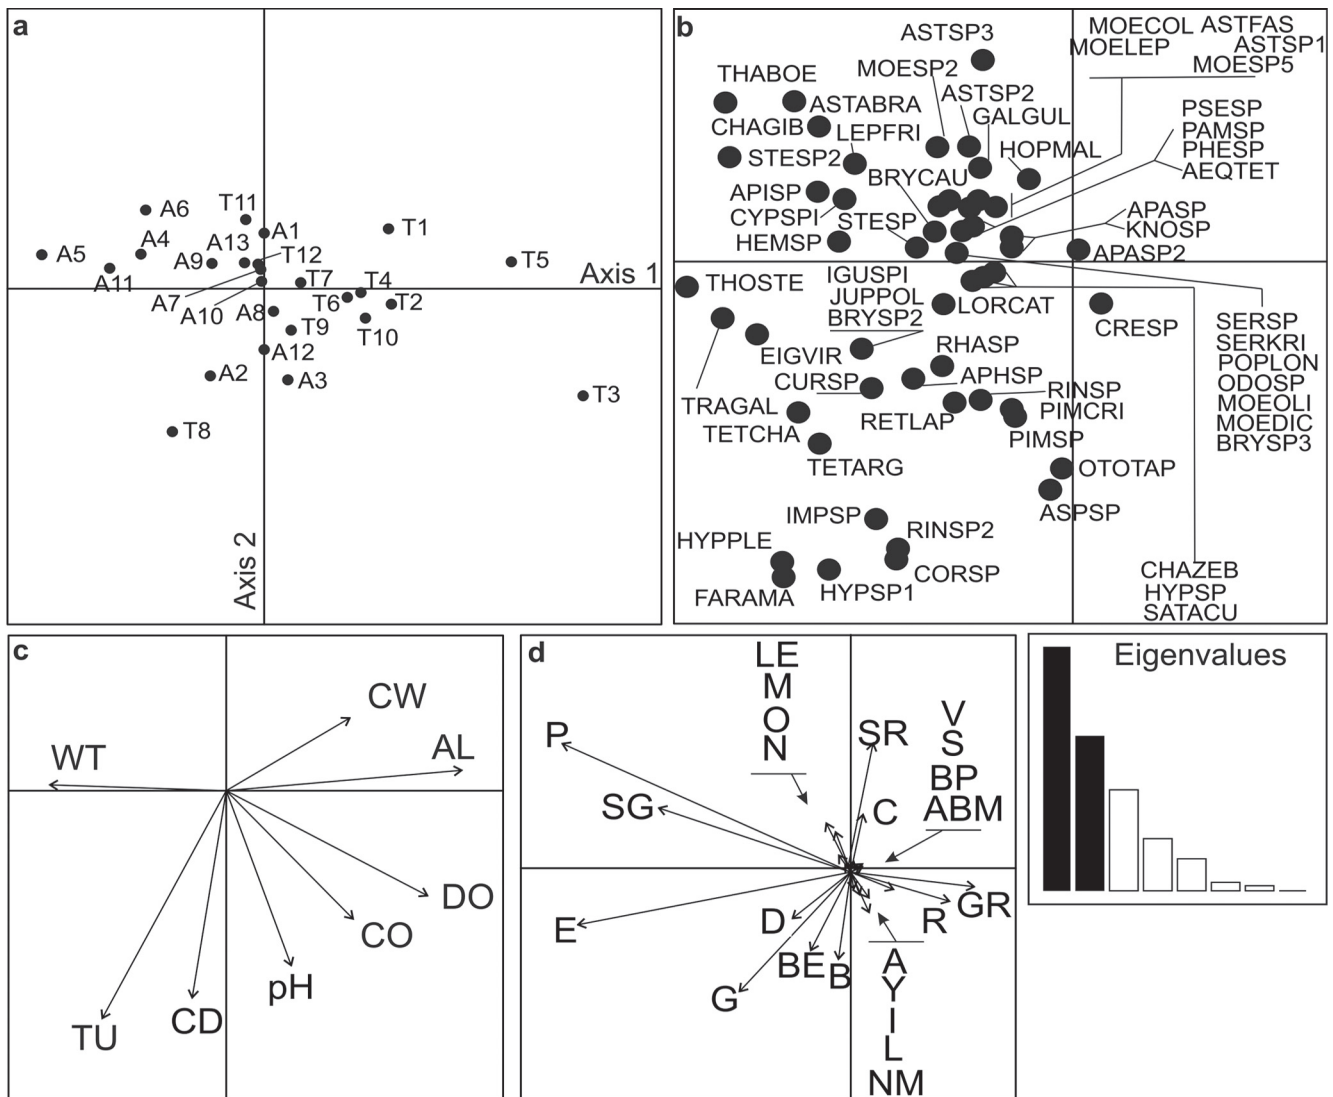 a
A6
T11
A1
T1
A5
A4
A13
T12
A9
T5
A11
Axis 1
A7
T7
T4
A10
A8
T6
T2
T9
T10
A12
A2
A3
T3
T8
Axis 2
b
ASTSP3
MOECOL ASTFAS
MOELEP ASTSP1
MOESP5
THABOE
MOESP2
ASTSP2
ASTABRA
GALGUL
PSESP
PAMSP
PHESP
AEQTET
CHAGIB
LEPFRI
HOPMAL
STESP2
BRYCAU
APISP
CYPSPI
STESP
APASP
KNOSP
HEMSP
APASP2
THOSTE
IGUSPI
JUPPOL
BRYSP2
LORCAT
CRESP
SERSP
SERKRI
POPLON
ODOSP
MOEOLI
MOEDIC
BRYSP3
EIGVIR
RHASP
CURSP
APHSP
RINSP
TRAGAL
RETLAP
PIMCRI
TETCHA
PIMSP
TETARG
OTOTAP
ASPSP
IMPSP
RINSP2
HYPPLE
CORSP
FARAMA
HYPSP1
CHAZEB
HYPSP
SATACU
c
CW
AL
WT
DO
CO
pH
CD
TU
d
LE
M
O
N
P
SR
V
S
BP
ABM
SG
C
E
D
R
GR
BE
B
G
A
Y
I
L
NM
Eigenvalues